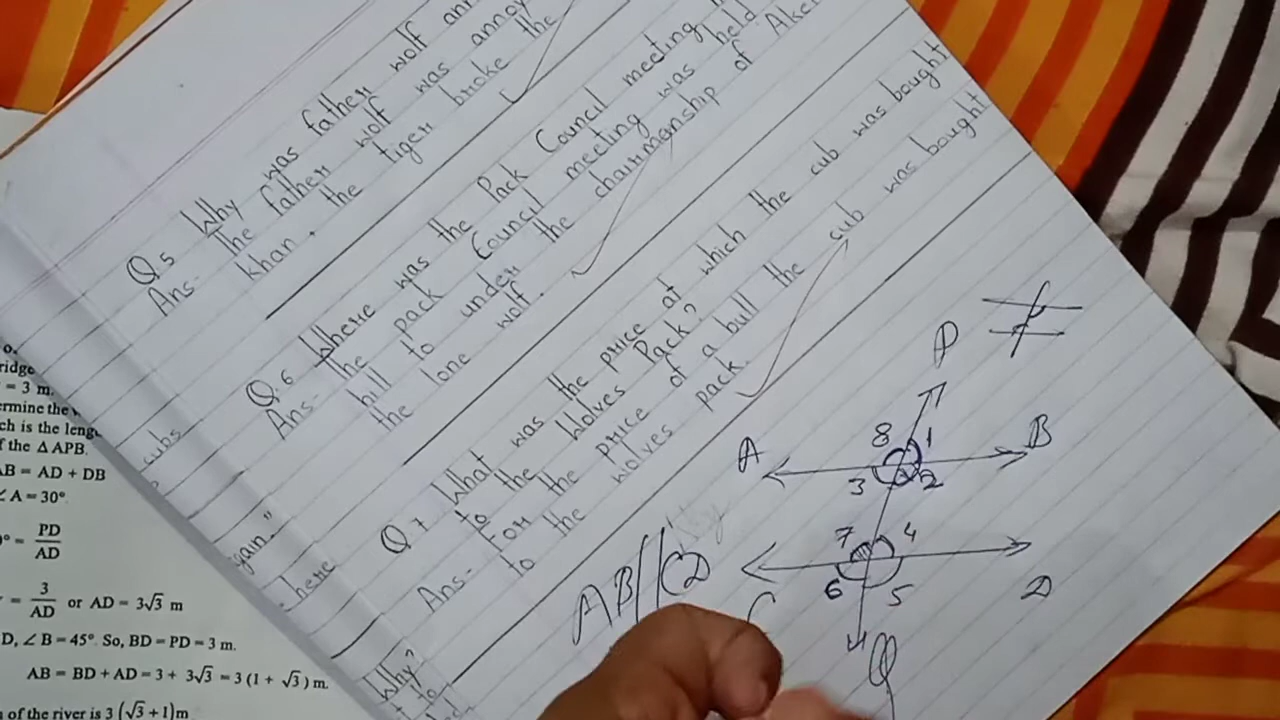 Q.5 Why was father wolf
Ans- The father wolf was
khan. the tiger broke the
Q.6 Where was the Pack Council meeting
Ans- The pack Council meeting was held
hill to under the chairmanship of
the lone wolf.
Q 7 What was the price at which the cub was bought
to the Wolves Pack?
Ans- For the price of a bull the cub was bought
to the wolves pack.
cubs
gain."
here
Why?
AB//CD
P
8 1
A B
3 2
7 4
6 5
C D
Q
= 3 m.
ermine the
ch is the leng
f the Δ APB.
AB = AD + DB
∠ A = 30°
° = PD/AD
= 3/AD or AD = 3√3 m
D, ∠ B = 45°. So, BD = PD = 3 m.
AB = BD + AD = 3 + 3√3 = 3 (1 + √3) m.
of the river is 3 (√3 + 1) m